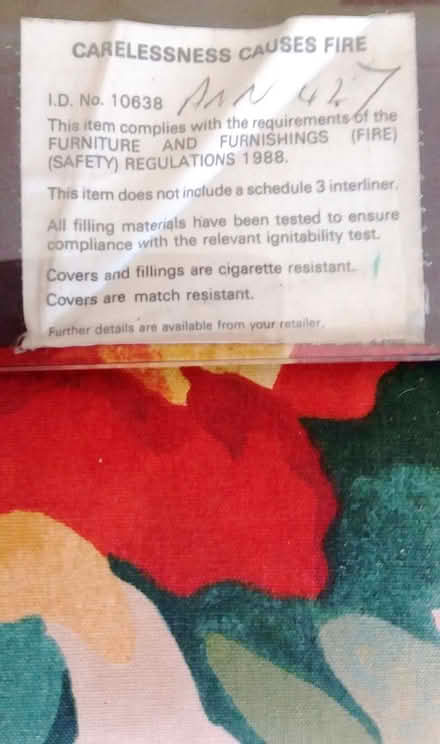 CARELESSNESS CAUSES FIRE
I.D. No. 10638 ANN 427
This item complies with the requirements of the
FURNITURE AND FURNISHINGS (FIRE)
(SAFETY) REGULATIONS 1988.
This item does not include a schedule 3 interliner.
All filling materials have been tested to ensure
compliance with the relevant ignitability test.
Covers and fillings are cigarette resistant.
Covers are match resistant.
Further details are available from your retailer.